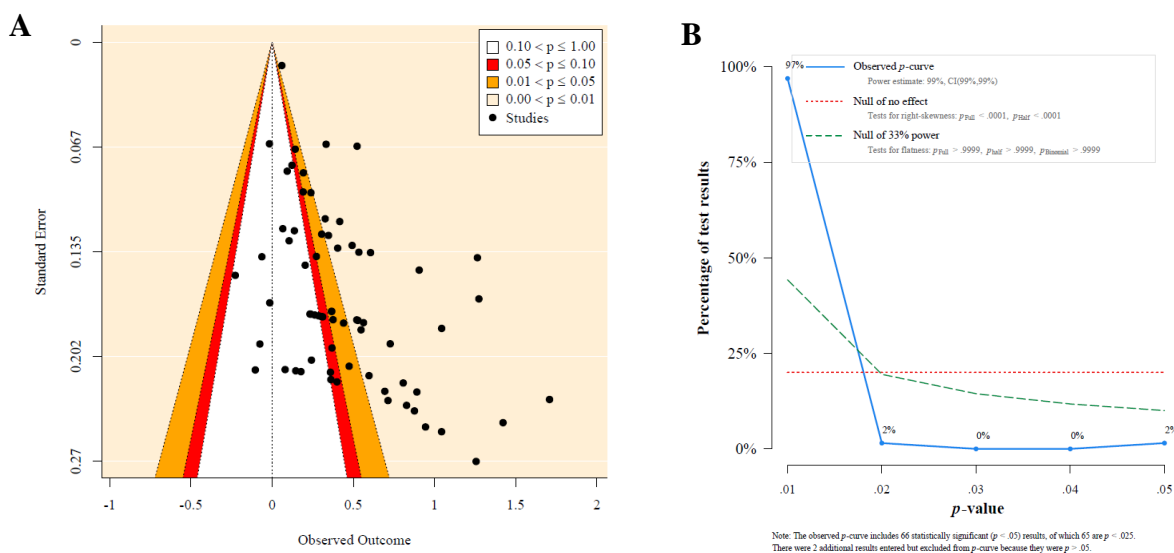 A
0.10 < p ≤ 1.00
0.05 < p ≤ 0.10
0.01 < p ≤ 0.05
0.00 < p ≤ 0.01
Studies
Standard Error
0
0.067
0.135
0.202
0.27
-1
-0.5
0
0.5
1
1.5
2
Observed Outcome
B
Percentage of test results
100%
75%
50%
25%
0%
97%
2%
0%
0%
2%
Observed p-curve
Power estimate: 99%, CI(99%,99%)
Null of no effect
Tests for right-skewness: pFull < .0001, pHalf < .0001
Null of 33% power
Tests for flatness: pFull > .9999, phalf > .9999, pBinomial > .9999
.01
.02
.03
.04
.05
p-value
Note: The observed p-curve includes 66 statistically significant (p < .05) results, of which 65 are p < .025.
There were 2 additional results entered but excluded from p-curve because they were p > .05.